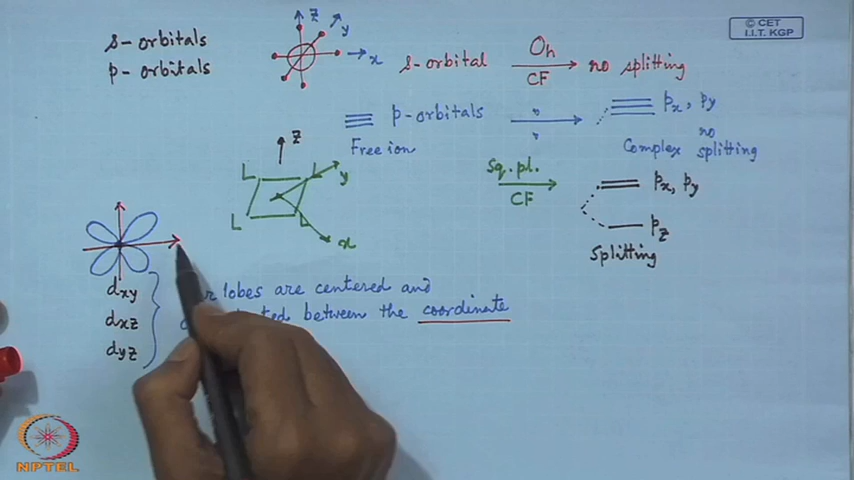 © CET
I.I.T. KGP
s-orbitals
p-orbitals
z
y
x
s-orbital Oh CF no splitting
p-orbitals
Free ion
px, py
Complex no splitting
z
L
L
L
y
x
Sq. pl.
CF
px, py
pz
splitting
dxy
dxz
dyz
lobes are centered and
between the coordinate
NPTEL